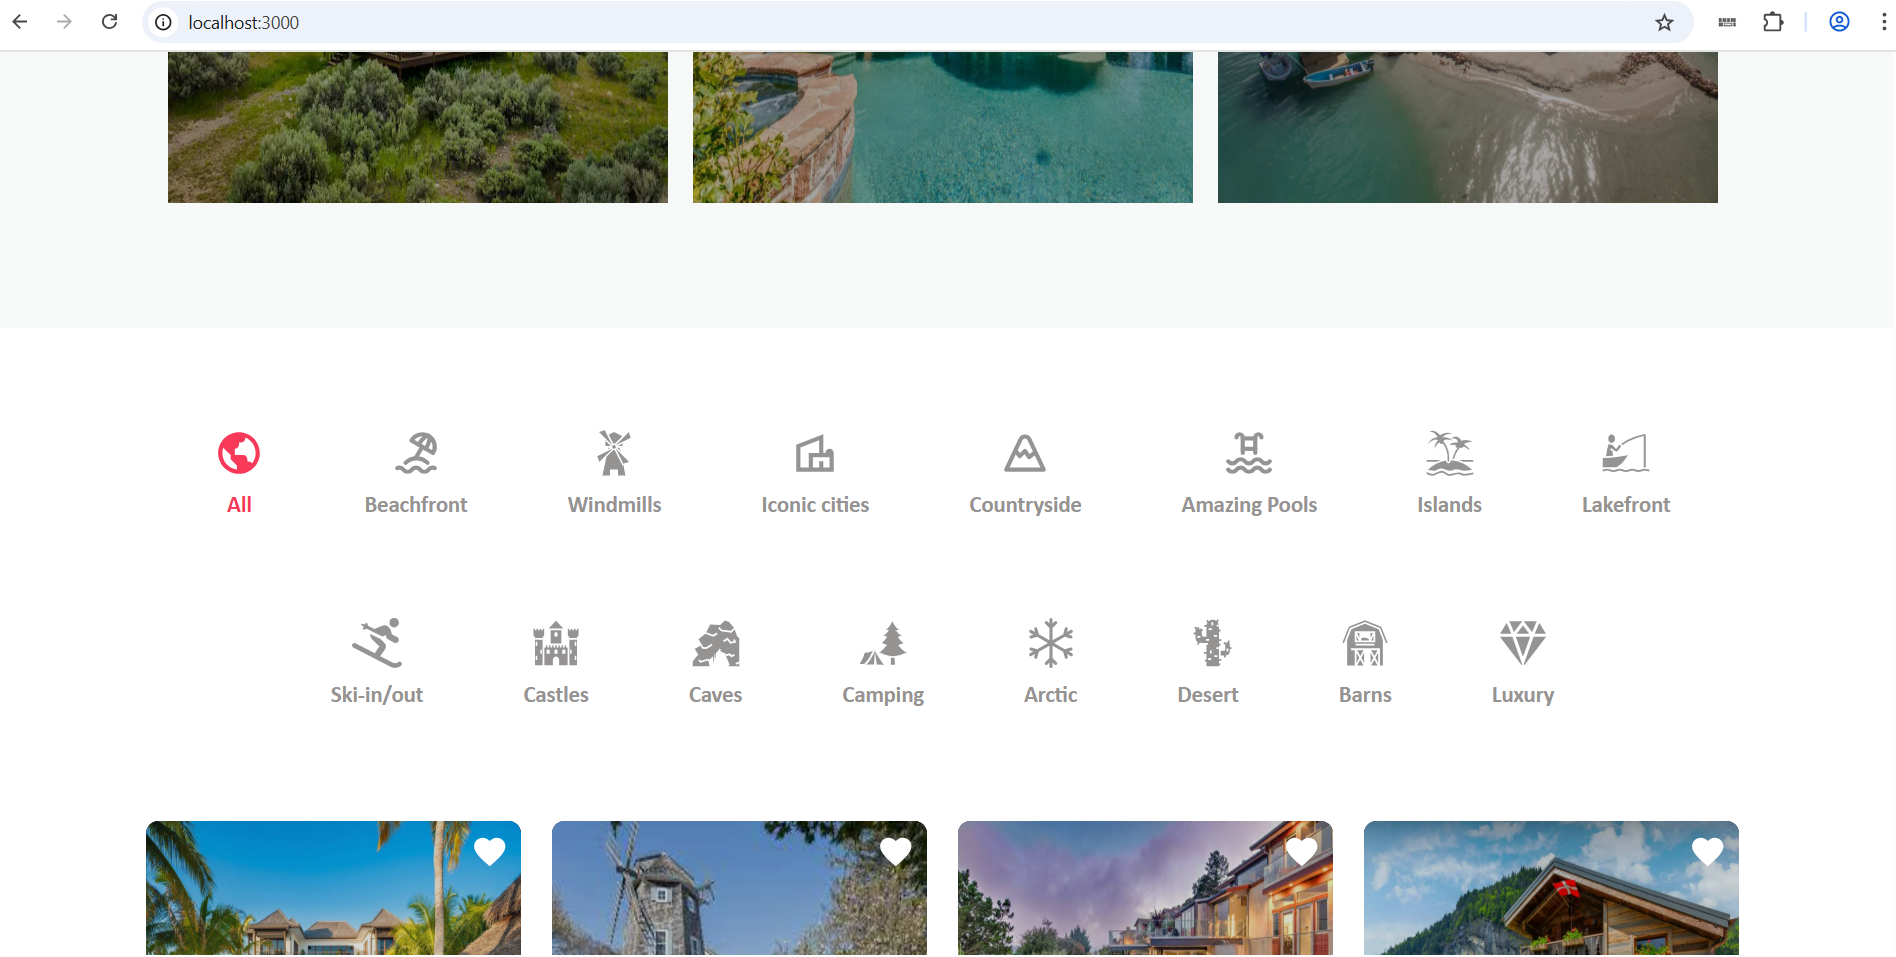 localhost:3000
All Beachfront Windmills Iconic cities Countryside Amazing Pools Islands Lakefront
Ski-in/out Castles Caves Camping Arctic Desert Barns Luxury